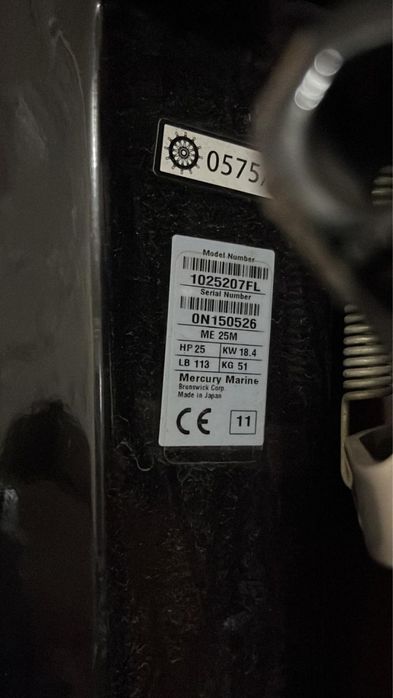 0575
Model Number
1025207FL
Serial Number
0N150526
ME 25M
HP 25 KW 18.4
LB 113 KG 51
Mercury Marine
Brunswick Corp.
Made in Japan
CE 11